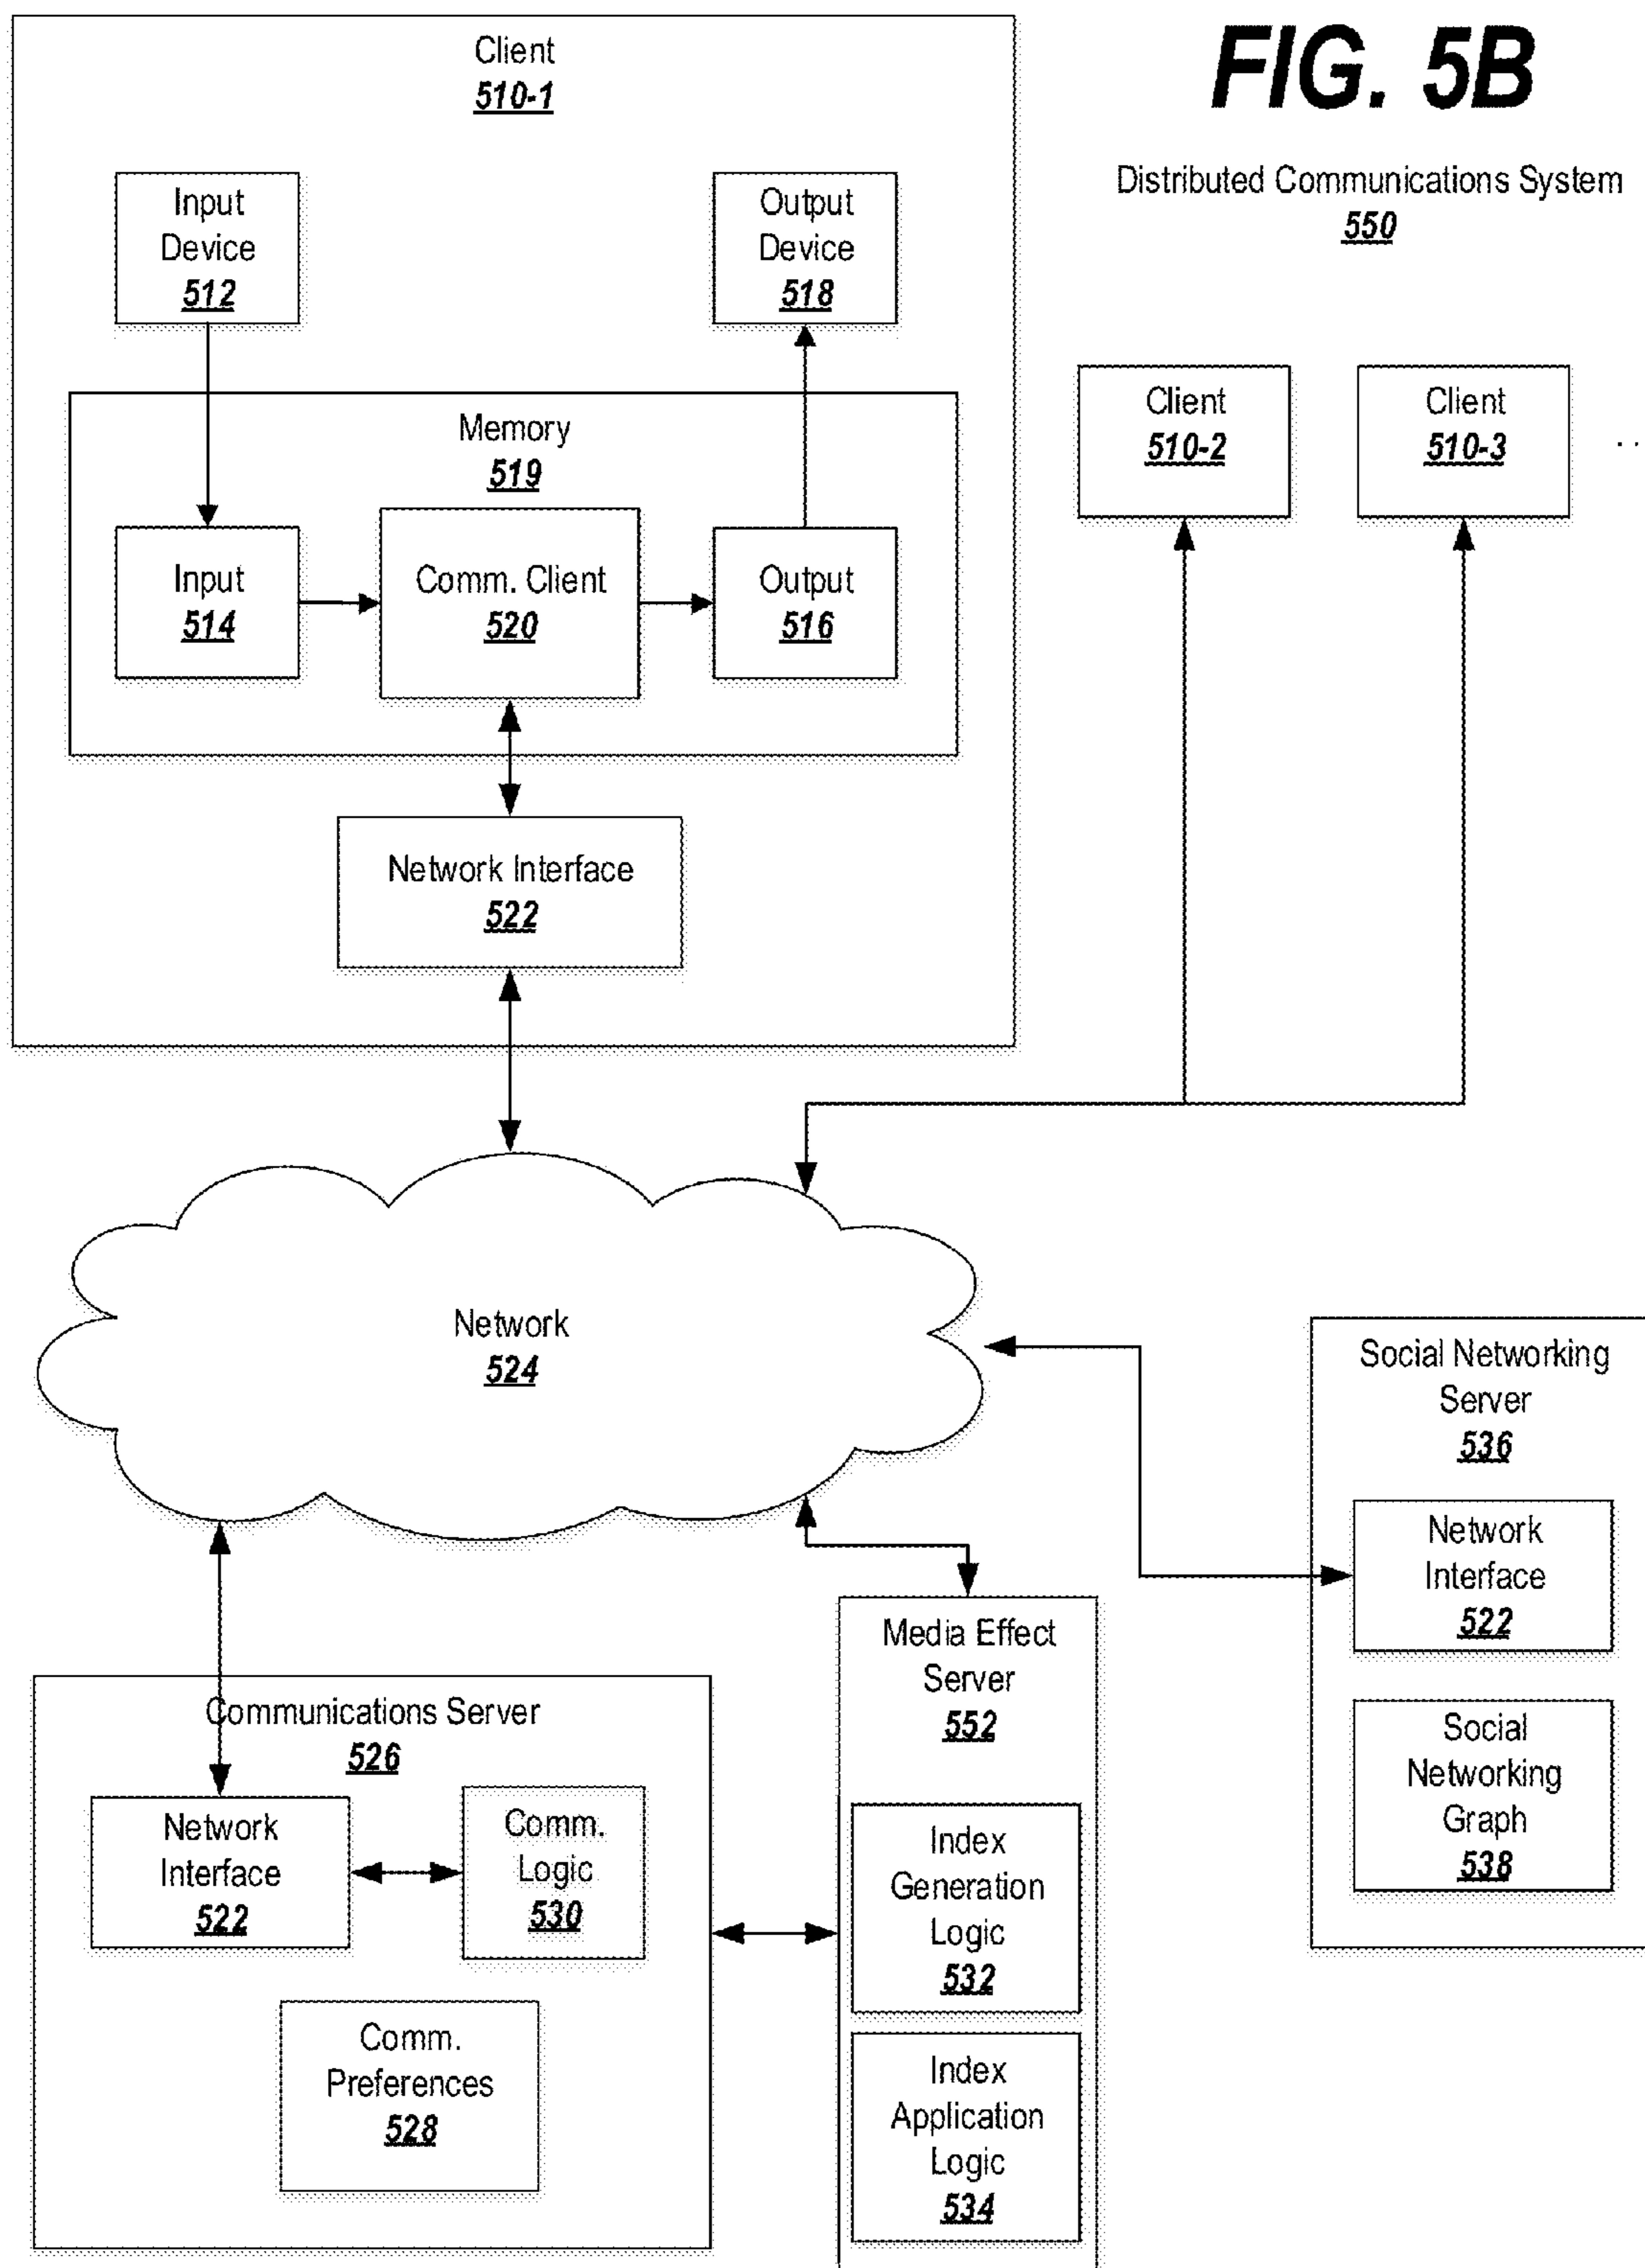 FIG. 5B
Distributed Communications System
550
Client
510-1
Input
Device
512
Output
Device
518
Memory
519
Input
514
Comm. Client
520
Output
516
Network Interface
522
Client
510-2
Client
510-3
. .
Network
524
Social Networking
Server
536
Network
Interface
522
Social
Networking
Graph
538
Communications Server
526
Network
Interface
522
Comm.
Logic
530
Comm.
Preferences
528
Media Effect
Server
552
Index
Generation
Logic
532
Index
Application
Logic
534